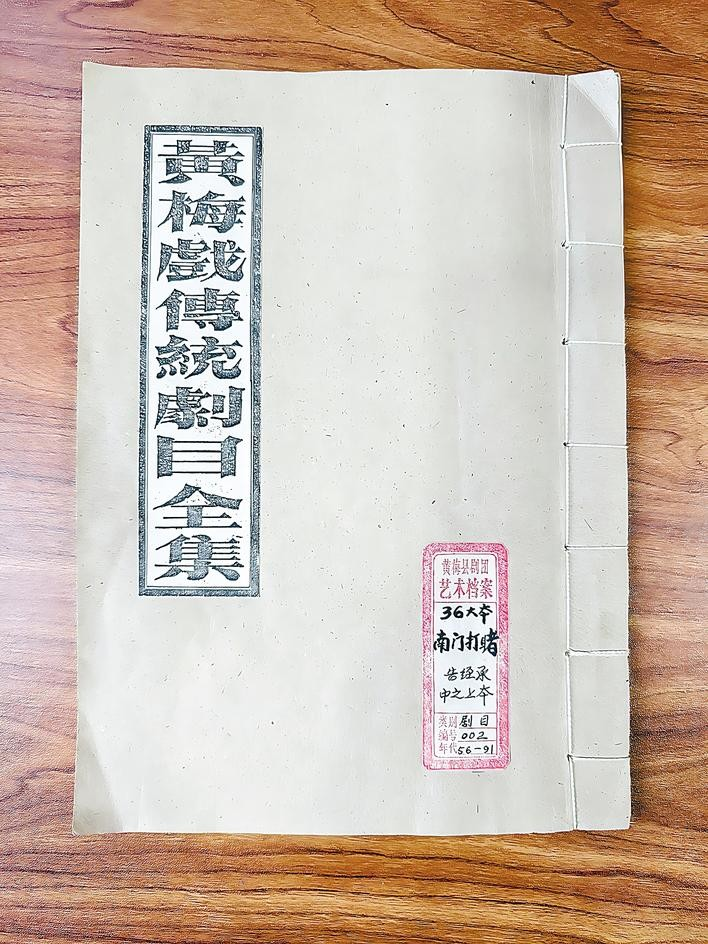 黃梅戲傳統劇目全集
黄梅县剧团
艺术档案
36大本
南门打赌
告经承
中之上本
类别 剧目
编号 002
年代 56-91